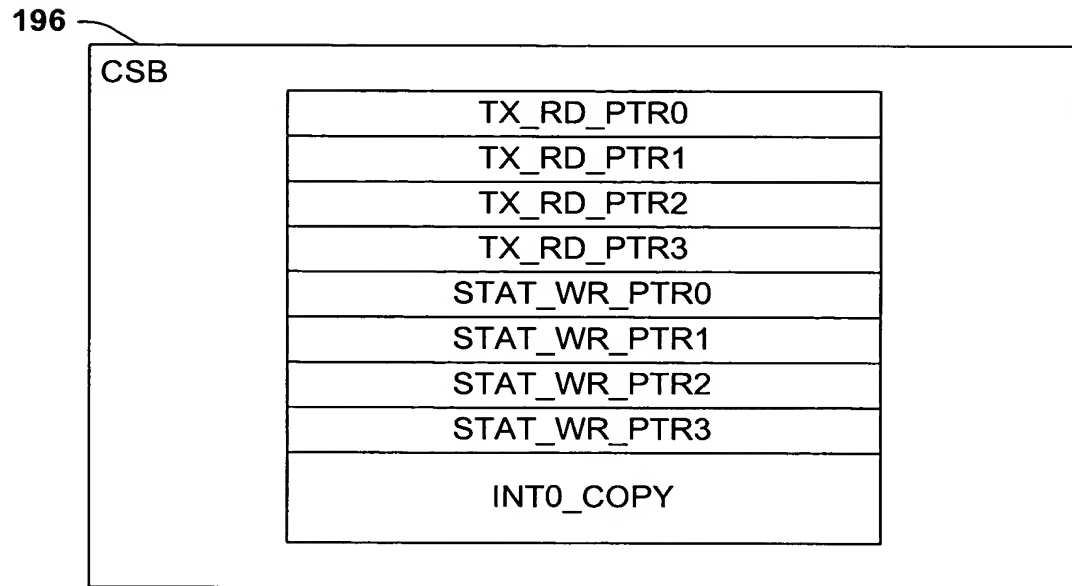 196
CSB
TX_RD_PTR0
TX_RD_PTR1
TX_RD_PTR2
TX_RD_PTR3
STAT_WR_PTR0
STAT_WR_PTR1
STAT_WR_PTR2
STAT_WR_PTR3
INT0_COPY